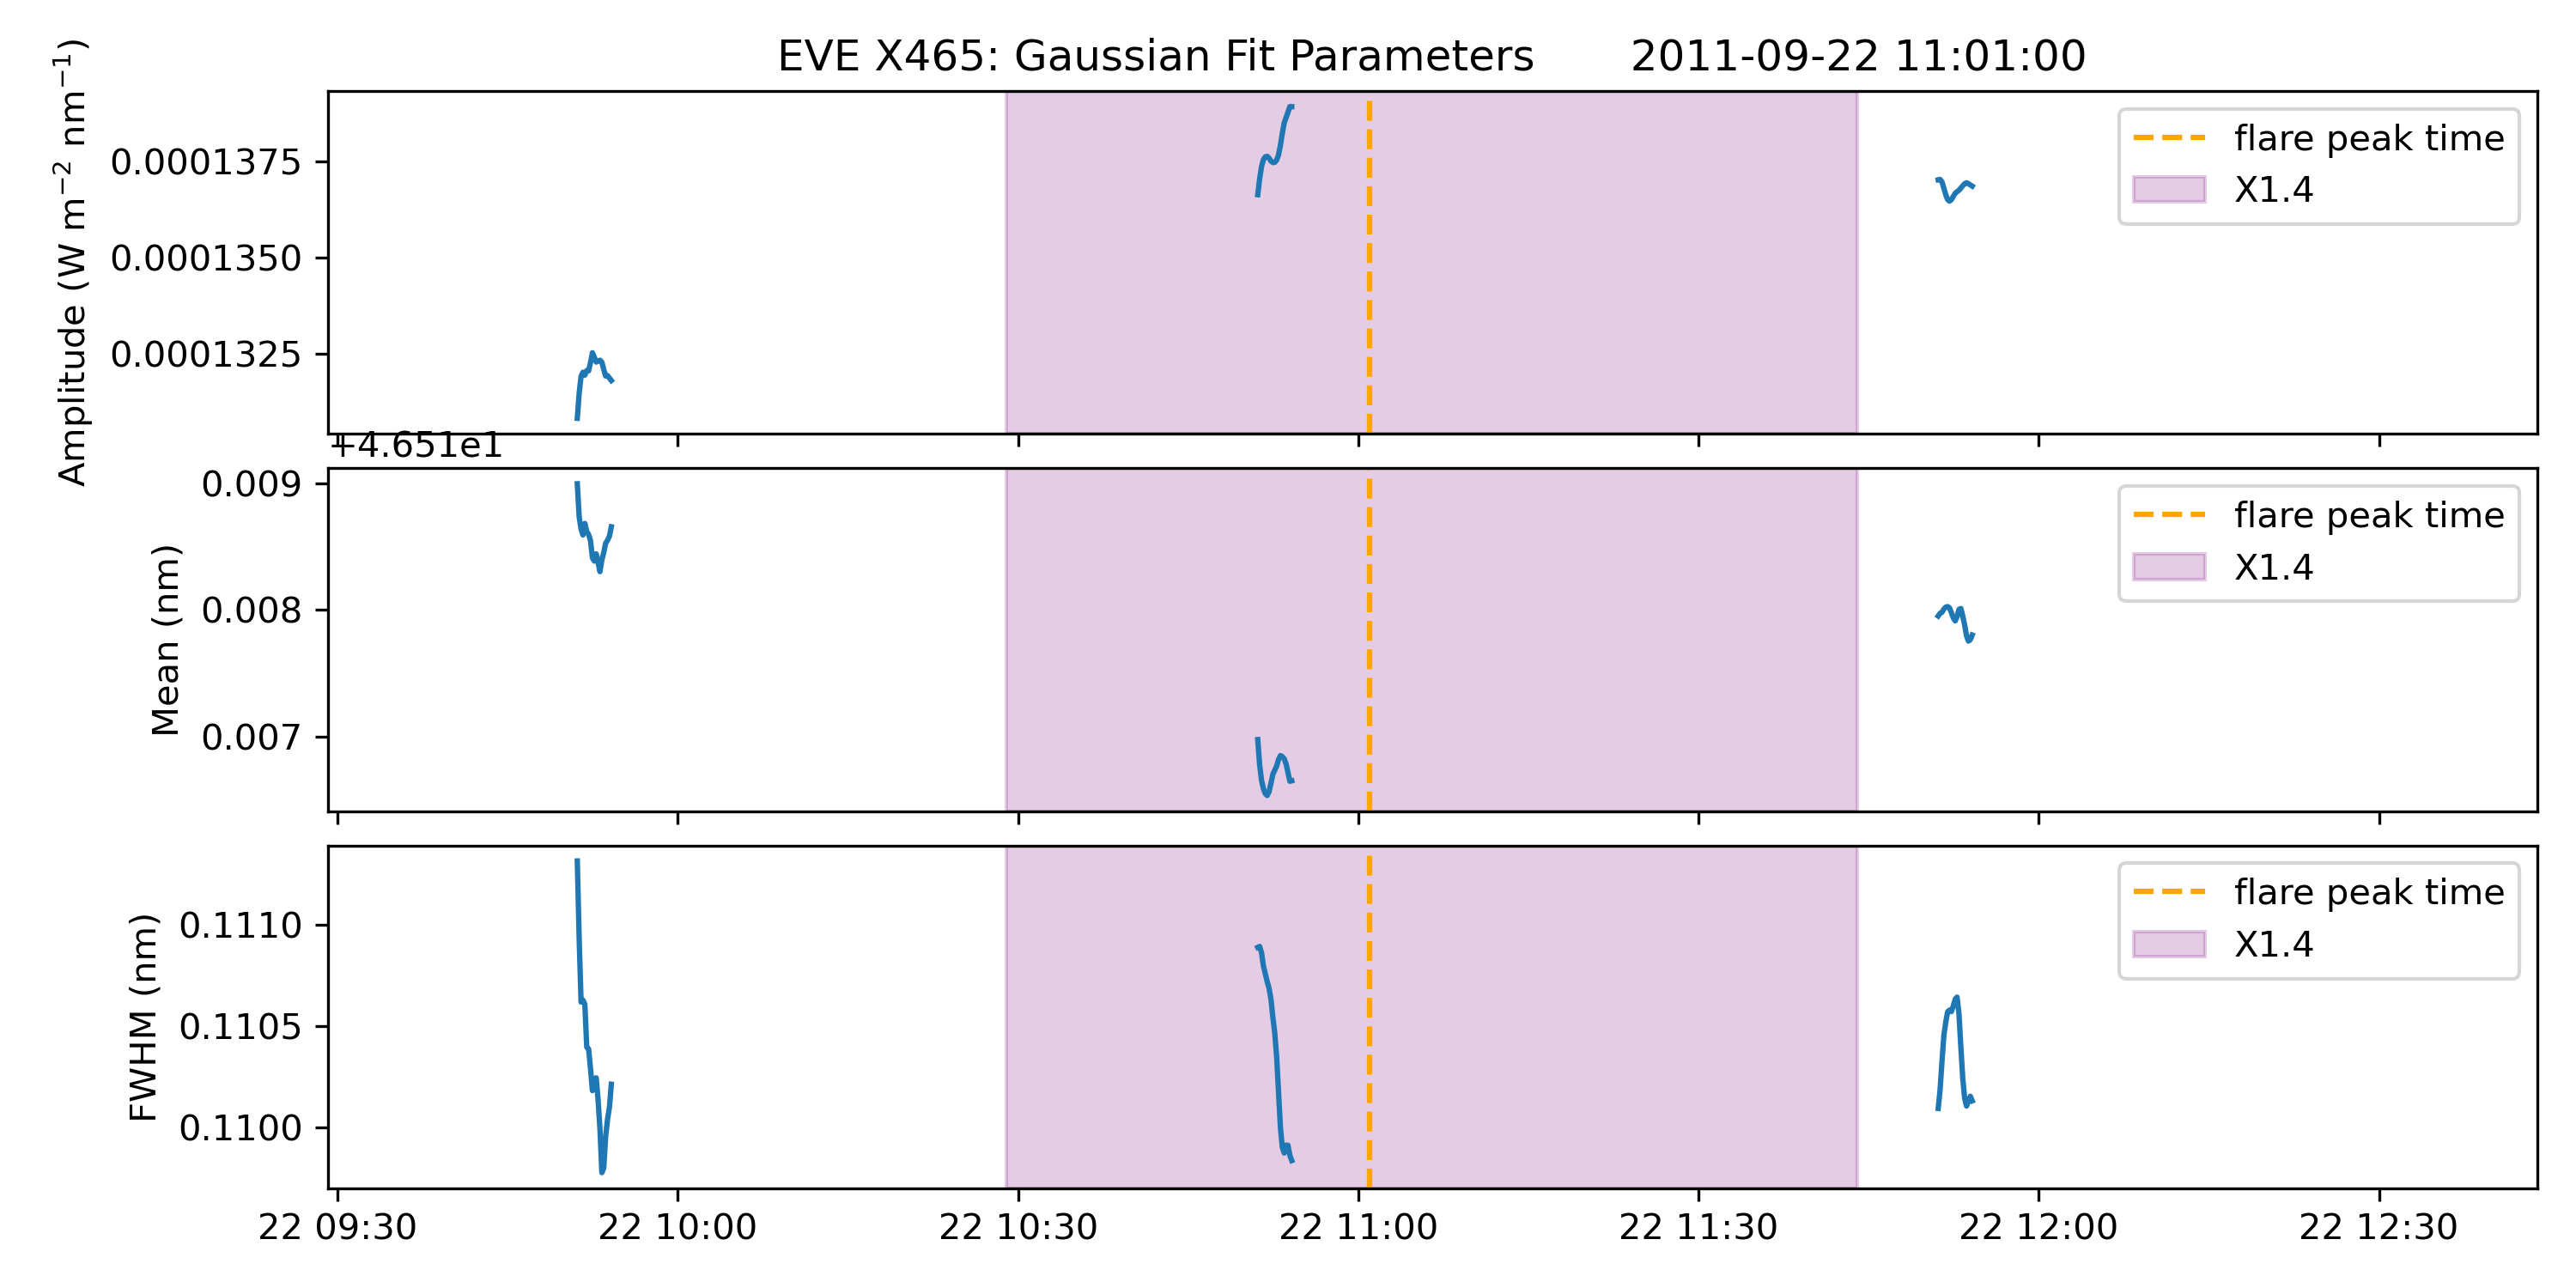 EVE X465: Gaussian Fit Parameters 2011-09-22 11:01:00
Amplitude (W m⁻² nm⁻¹)
0.0001375
0.0001350
0.0001325
flare peak time
X1.4
+4.651e1
Mean (nm)
0.009
0.008
0.007
flare peak time
X1.4
FWHM (nm)
0.1110
0.1105
0.1100
flare peak time
X1.4
22 09:30 22 10:00 22 10:30 22 11:00 22 11:30 22 12:00 22 12:30